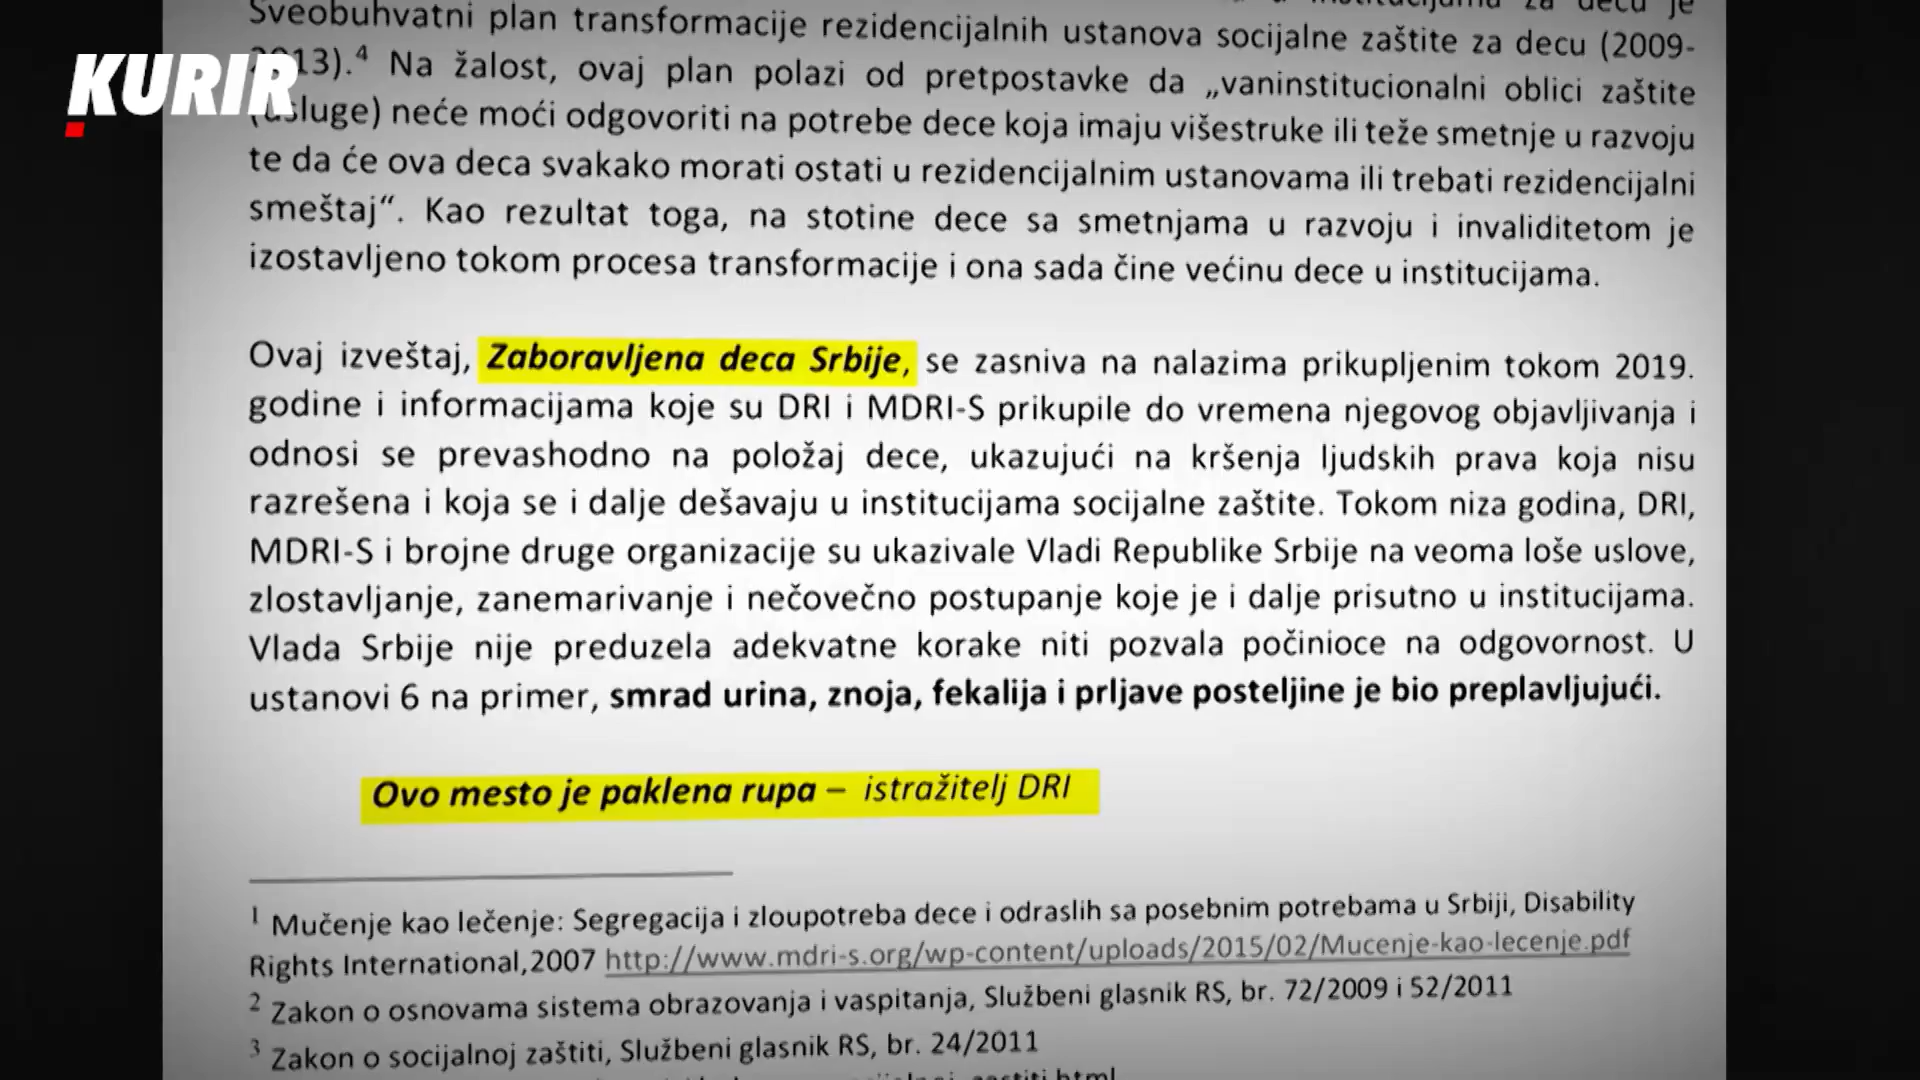 Sveobuhvatni plan transformacije rezidencijalnih ustanova socijalne zaštite za decu (2009-
KURIR
13).⁴ Na žalost, ovaj plan polazi od pretpostavke da „vaninstitucionalni oblici zaštite
(usluge) neće moći odgovoriti na potrebe dece koja imaju višestruke ili teže smetnje u razvoju
te da će ova deca svakako morati ostati u rezidencijalnim ustanovama ili trebati rezidencijalni
smeštaj“. Kao rezultat toga, na stotine dece sa smetnjama u razvoju i invaliditetom je
izostavljeno tokom procesa transformacije i ona sada čine većinu dece u institucijama.
Ovaj izveštaj, Zaboravljena deca Srbije, se zasniva na nalazima prikupljenim tokom 2019.
godine i informacijama koje su DRI i MDRI-S prikupile do vremena njegovog objavljivanja i
odnosi se prevashodno na položaj dece, ukazujući na kršenja ljudskih prava koja nisu
razrešena i koja se i dalje dešavaju u institucijama socijalne zaštite. Tokom niza godina, DRI,
MDRI-S i brojne druge organizacije su ukazivale Vladi Republike Srbije na veoma loše uslove,
zlostavljanje, zanemarivanje i nečovečno postupanje koje je i dalje prisutno u institucijama.
Vlada Srbije nije preduzela adekvatne korake niti pozvala počinioce na odgovornost. U
ustanovi 6 na primer, smrad urina, znoja, fekalija i prljave posteljine je bio preplavljujući.
Ovo mesto je paklena rupa – istražitelj DRI
¹ Mučenje kao lečenje: Segregacija i zloupotreba dece i odraslih sa posebnim potrebama u Srbiji, Disability
Rights International,2007 http://www.mdri-s.org/wp-content/uploads/2015/02/Mucenje-kao-lecenje.pdf
² Zakon o osnovama sistema obrazovanja i vaspitanja, Službeni glasnik RS, br. 72/2009 i 52/2011
³ Zakon o socijalnoj zaštiti, Službeni glasnik RS, br. 24/2011